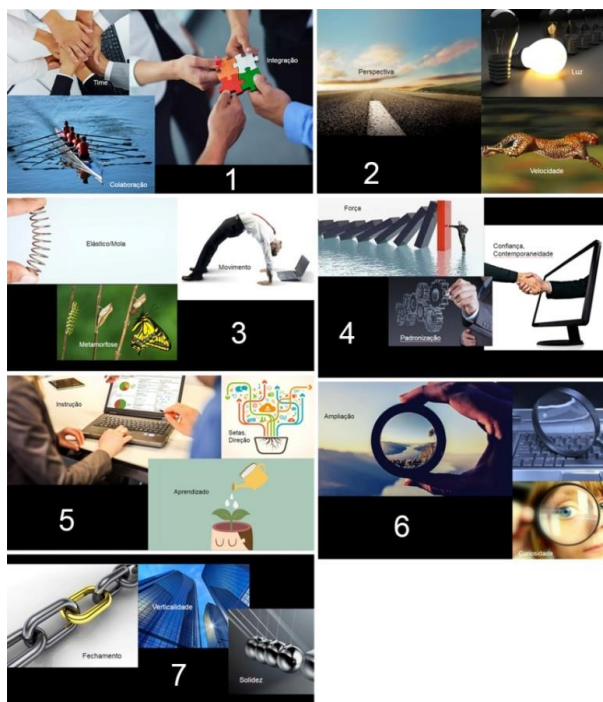 Time
Integração
Colaboração
1
Perspectiva
Luz
2
Velocidade
Elástico/Mola
Movimento
Metamorfose
3
Força
Confiança,
Contemporaneidade
Padronização
4
Instrução
Setas,
Direção
Aprendizado
5
Ampliação
6
Curiosidade
Verticalidade
Fechamento
7
Solidez